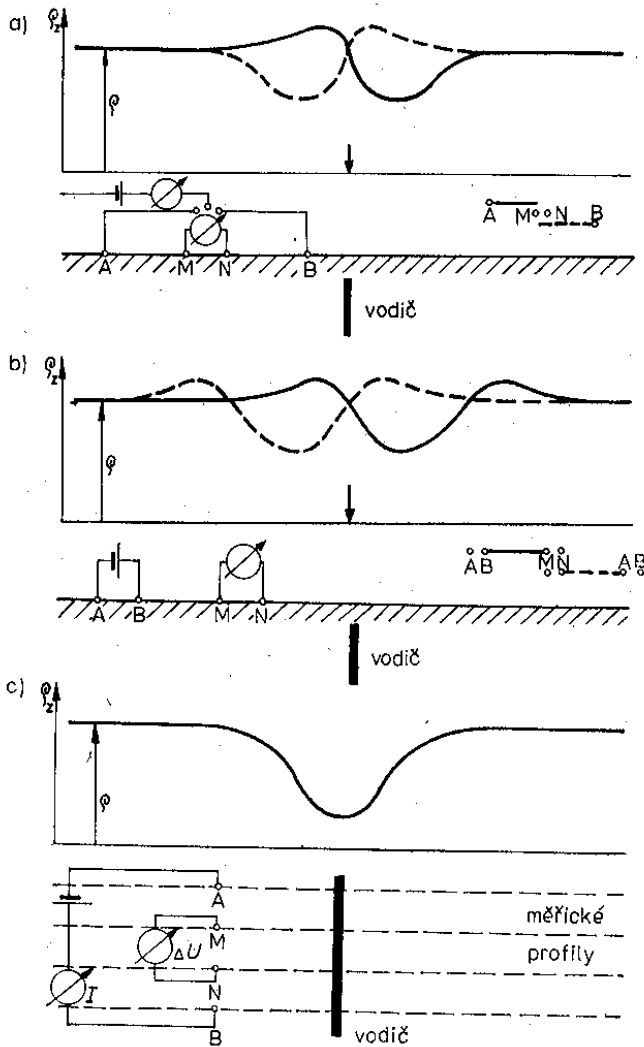 a) ρz
ρ
A M N B
A M N B
vodič
b) ρz
ρ
A B M N
A B M N A B
vodič
c) ρz
ρ
A
M
ΔU
N
I
B
měřické
profily
vodič